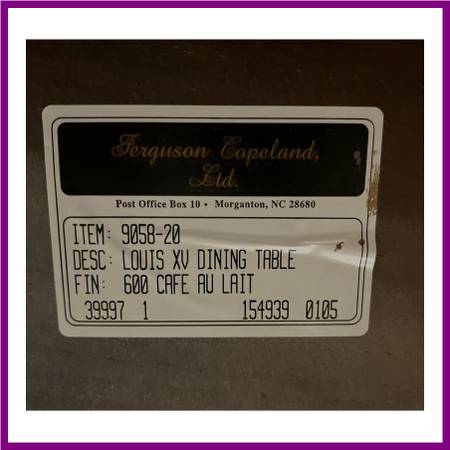 Ferguson Copeland,
Ltd.
Post Office Box 10 • Morganton, NC 28680
ITEM: 9058-20
DESC: LOUIS XV DINING TABLE
FIN: 600 CAFE AU LAIT
39997 1 154939 0105